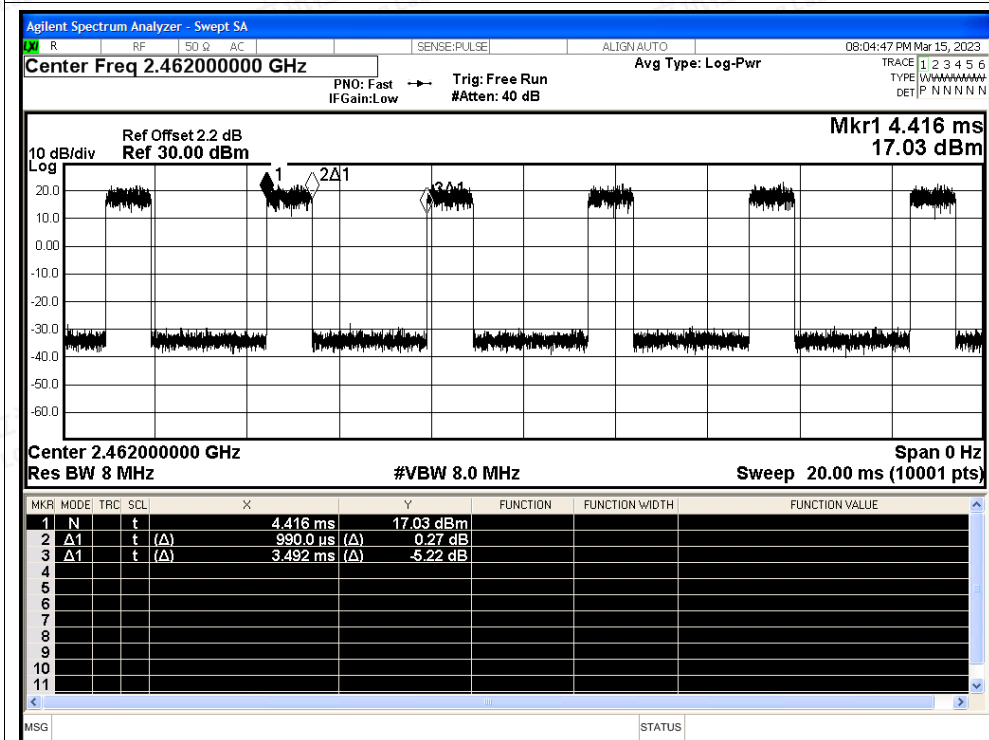 Agilent Spectrum Analyzer - Swept SA
LXI R RF 50 Ω AC SENSE:PULSE ALIGN AUTO 08:04:47 PM Mar 15, 2023
Center Freq 2.462000000 GHz Avg Type: Log-Pwr TRACE 1 2 3 4 5 6
PNO: Fast Trig: Free Run TYPE W
IFGain:Low #Atten: 40 dB DET P N N N N N
Ref Offset 2.2 dB Mkr1 4.416 ms
10 dB/div Ref 30.00 dBm 17.03 dBm
Log
1 2Δ1
3Δ1
20.0
10.0
0.00
-10.0
-20.0
-30.0
-40.0
-50.0
-60.0
Center 2.462000000 GHz Span 0 Hz
Res BW 8 MHz #VBW 8.0 MHz Sweep 20.00 ms (10001 pts)
MKR MODE TRC SCL X Y FUNCTION FUNCTION WIDTH FUNCTION VALUE
1 N t 4.416 ms 17.03 dBm
2 Δ1 t (Δ) 990.0 µs (Δ) 0.27 dB
3 Δ1 t (Δ) 3.492 ms (Δ) -5.22 dB
4
5
6
7
8
9
10
11
MSG STATUS